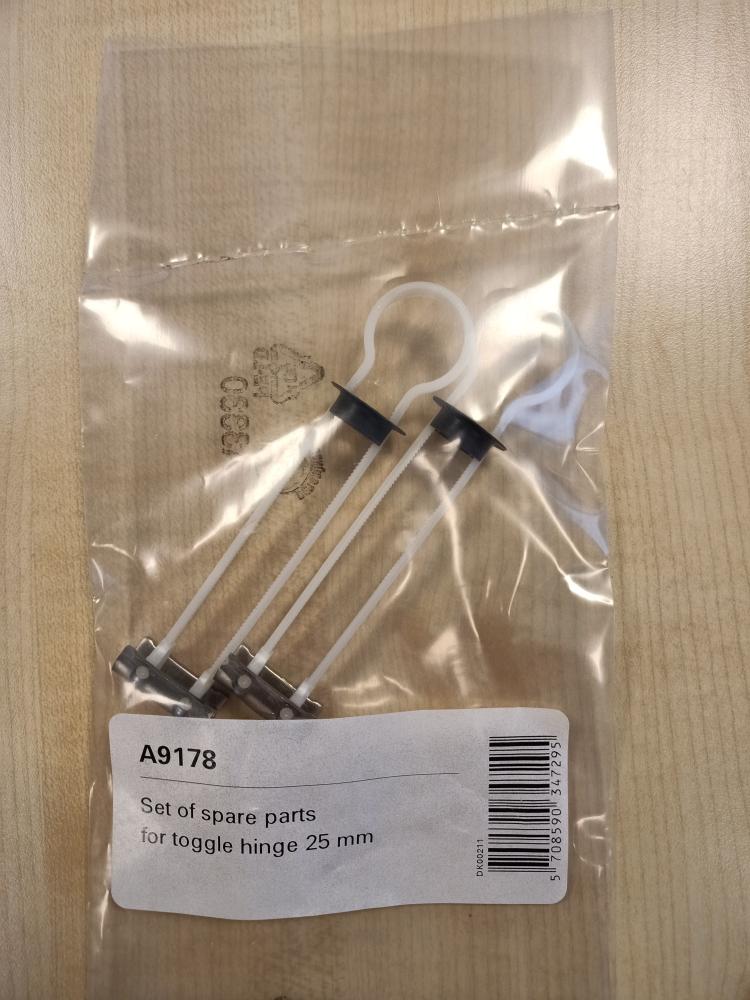 A9178
Set of spare parts
for toggle hinge 25 mm
DK00211
5 708590 347295